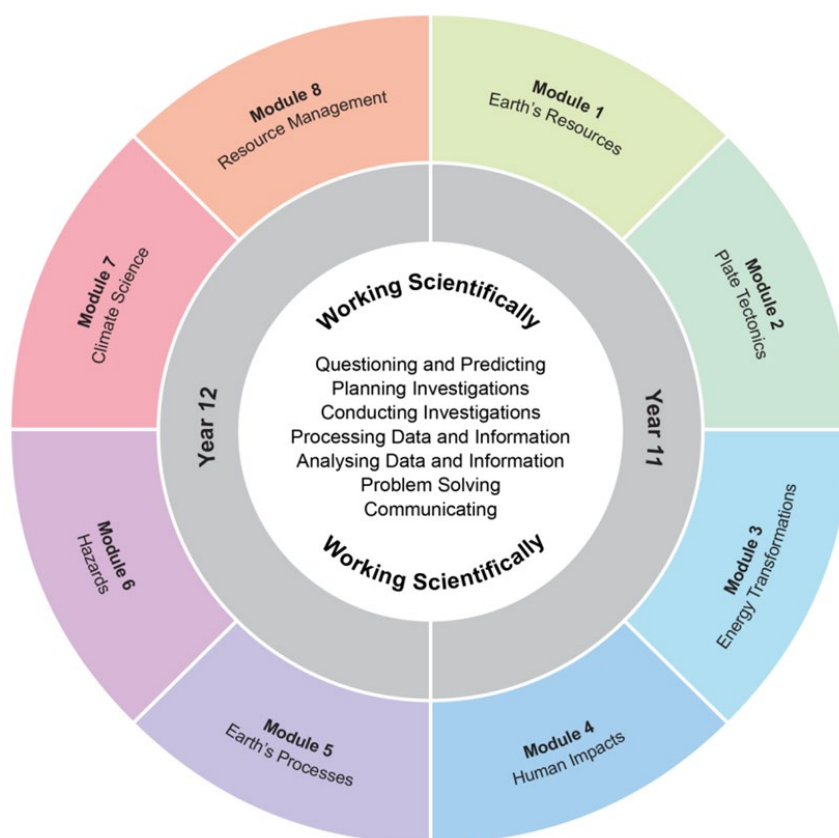 Module 8
Resource Management
Module 1
Earth's Resources
Module 7
Climate Science
Module 2
Plate Tectonics
Working Scientifically
Questioning and Predicting
Planning Investigations
Conducting Investigations
Processing Data and Information
Analysing Data and Information
Problem Solving
Communicating
Working Scientifically
Year 12
Year 11
Module 6
Hazards
Module 3
Energy Transformations
Module 5
Earth's Processes
Module 4
Human Impacts